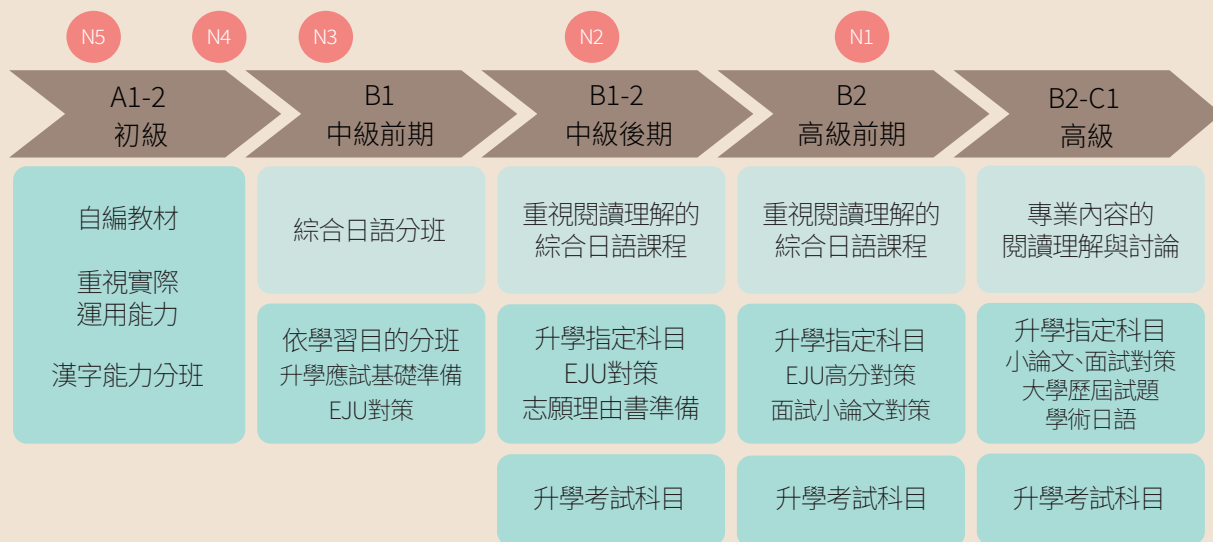 N5
N4
N3
N2
N1
A1-2
初級
B1
中級前期
B1-2
中級後期
B2
高級前期
B2-C1
高級
自編教材
重視實際
運用能力
漢字能力分班
綜合日語分班
依學習目的分班
升學應試基礎準備
EJU對策
重視閱讀理解的
綜合日語課程
升學指定科目
EJU對策
志願理由書準備
升學考試科目
重視閱讀理解的
綜合日語課程
升學指定科目
EJU高分對策
面試小論文對策
升學考試科目
專業內容的
閱讀理解與討論
升學指定科目
小論文、面試對策
大學歷屆試題
學術日語
升學考試科目